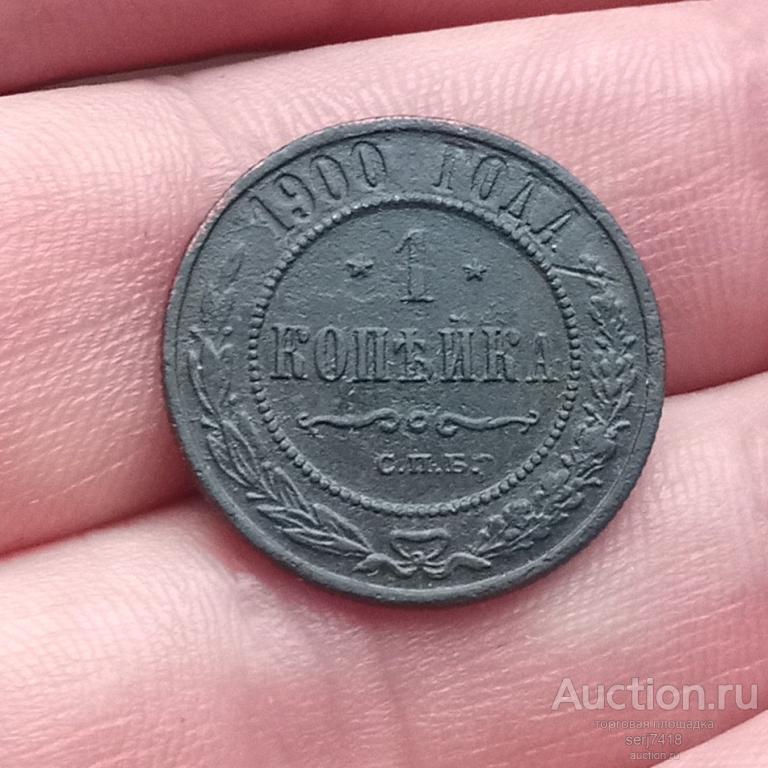 1900 ГОДА
1
КОПѢЙКА
С.П.Б.
Auction.ru
торговая площадка
serj7418
auction.ru